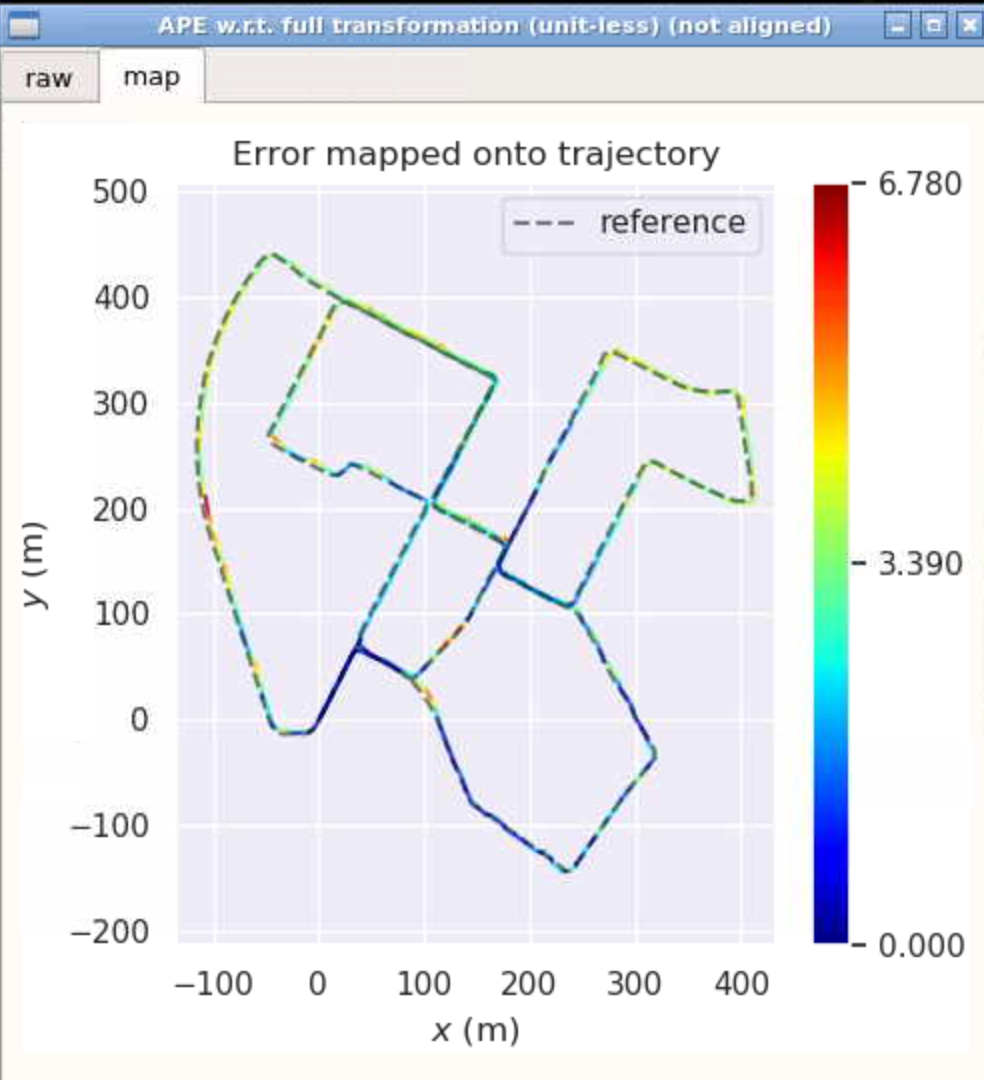 APE w.r.t. full transformation (unit-less) (not aligned)
raw map
Error mapped onto trajectory
reference
500
400
300
200
100
0
−100
−200
y (m)
−100 0 100 200 300 400
x (m)
6.780
3.390
0.000